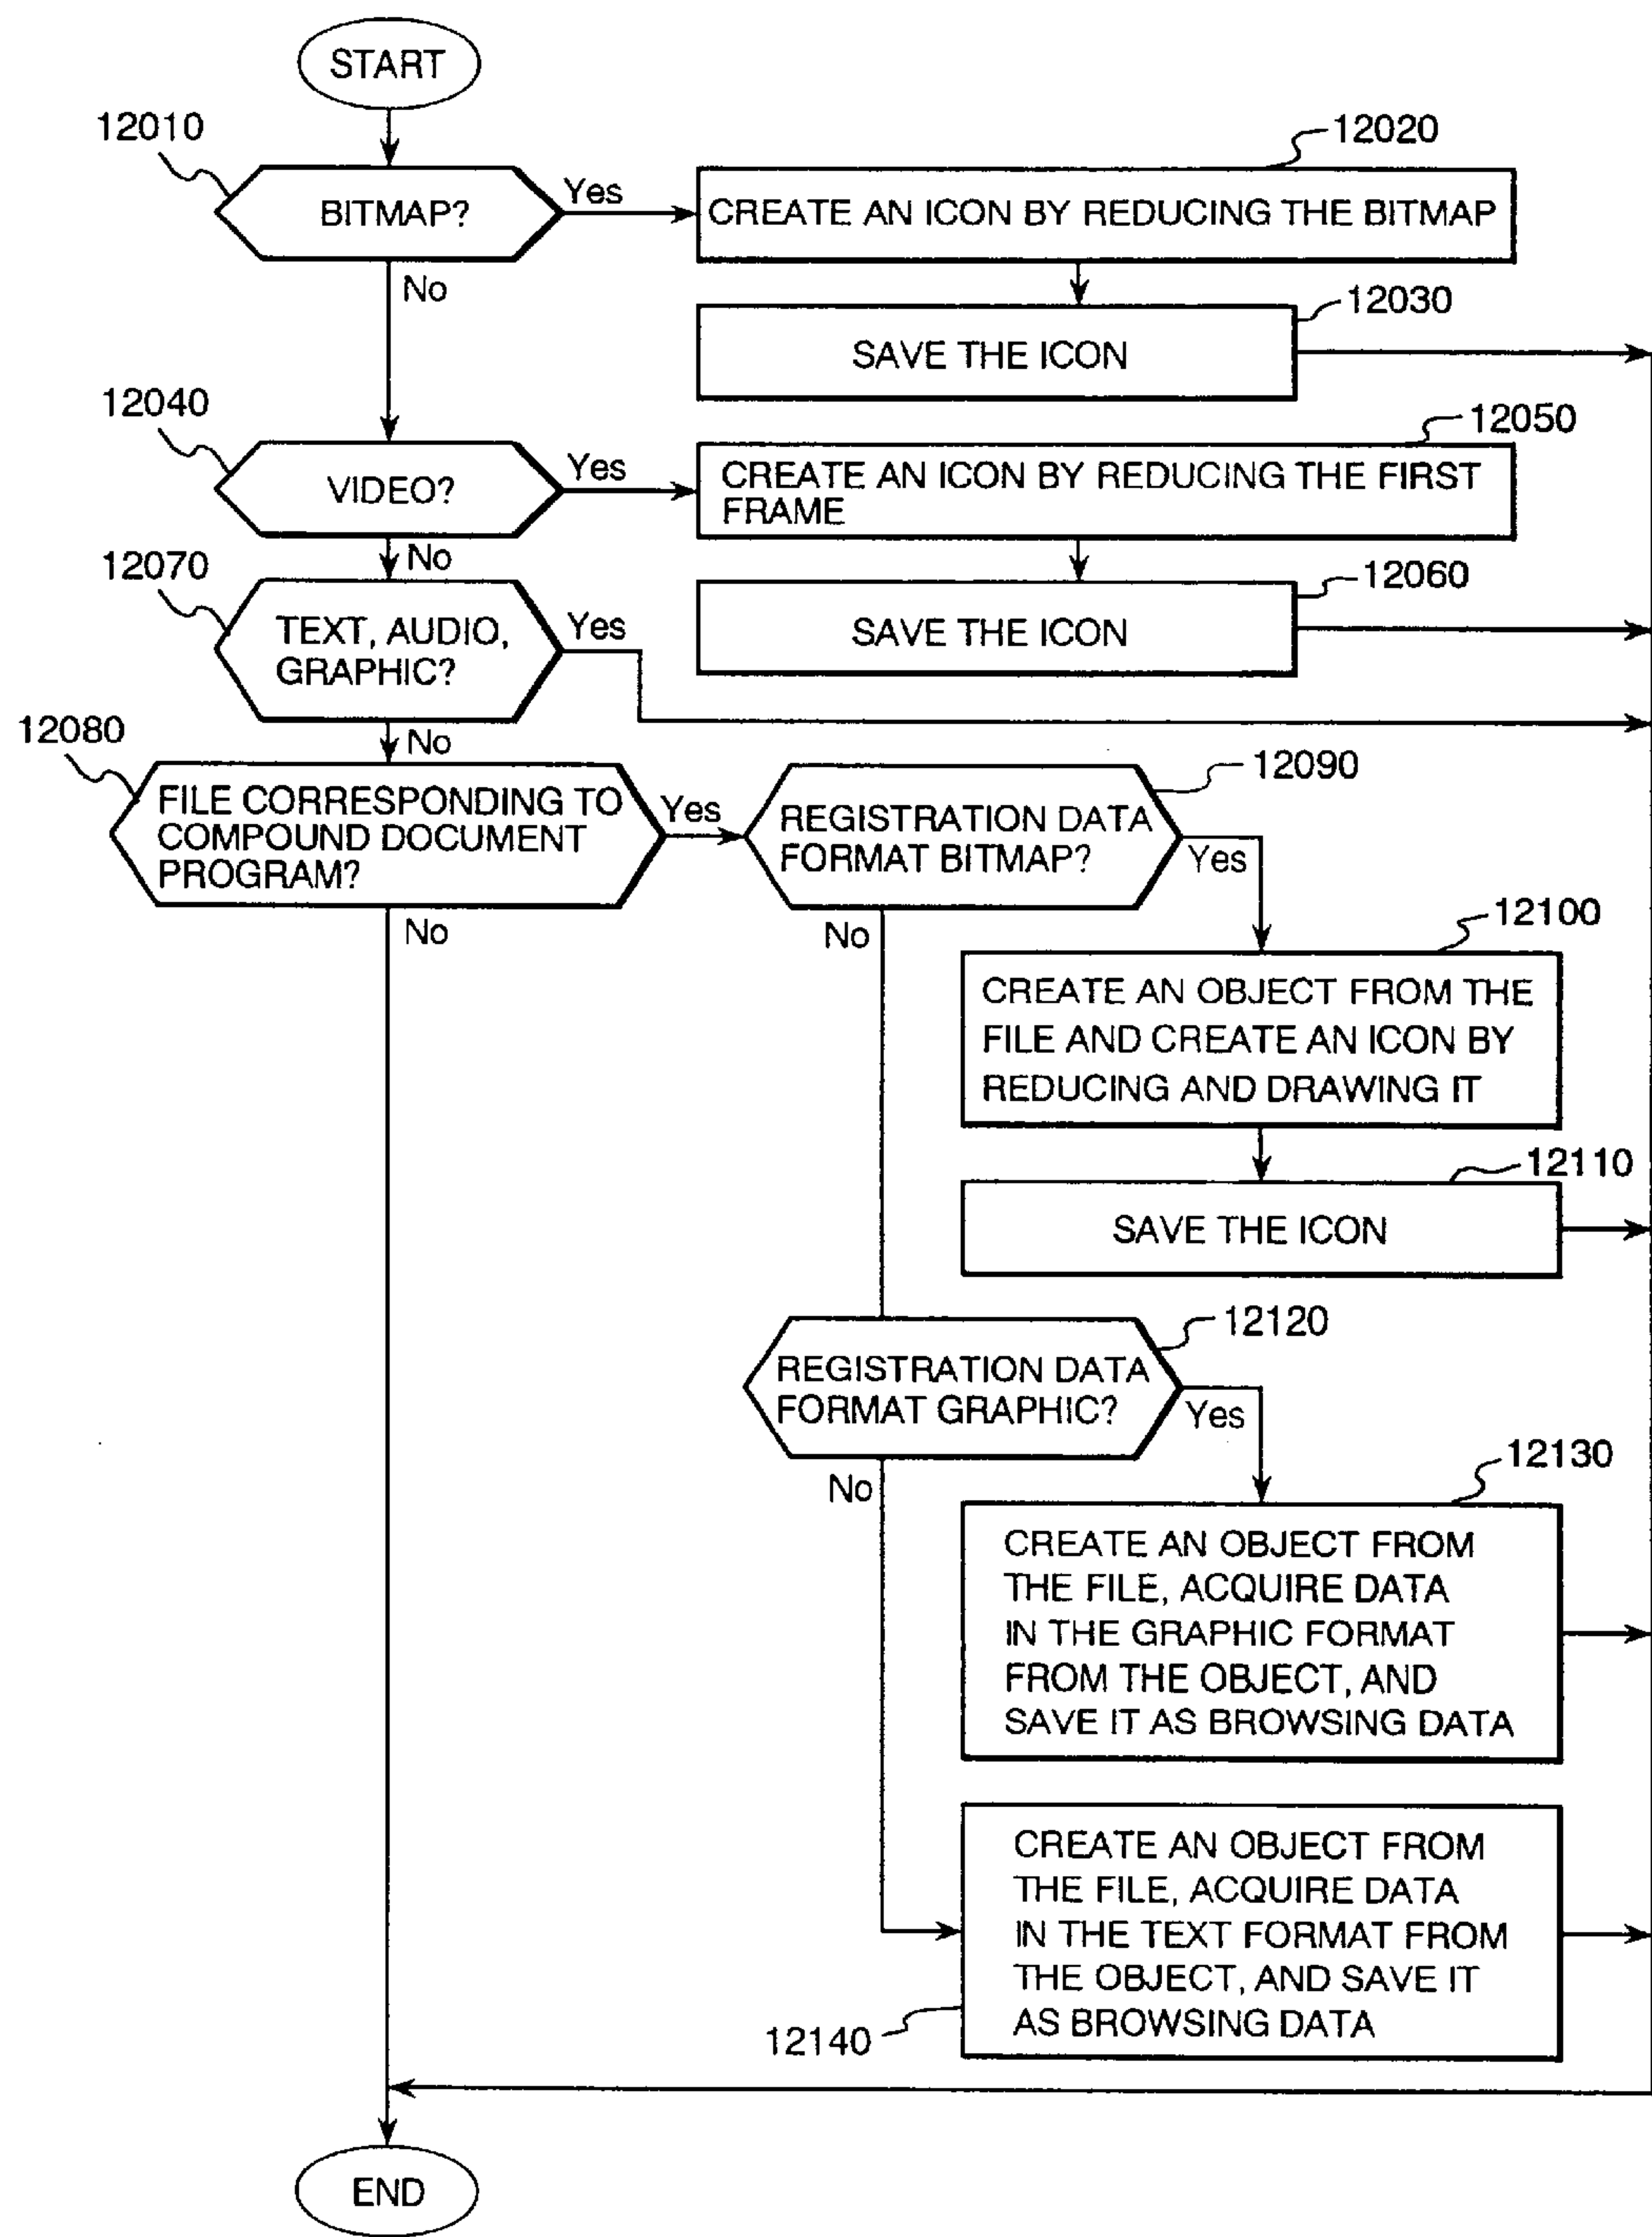 START
12010
12020
BITMAP?
Yes
CREATE AN ICON BY REDUCING THE BITMAP
No
12030
SAVE THE ICON
12040
12050
VIDEO?
Yes
CREATE AN ICON BY REDUCING THE FIRST
FRAME
No
12070
12060
TEXT, AUDIO,
GRAPHIC?
Yes
SAVE THE ICON
No
12080
12090
FILE CORRESPONDING TO
COMPOUND DOCUMENT
PROGRAM?
Yes
REGISTRATION DATA
FORMAT BITMAP?
Yes
No
No
12100
CREATE AN OBJECT FROM THE
FILE AND CREATE AN ICON BY
REDUCING AND DRAWING IT
12110
SAVE THE ICON
12120
REGISTRATION DATA
FORMAT GRAPHIC?
Yes
No
12130
CREATE AN OBJECT FROM
THE FILE, ACQUIRE DATA
IN THE GRAPHIC FORMAT
FROM THE OBJECT, AND
SAVE IT AS BROWSING DATA
CREATE AN OBJECT FROM
THE FILE, ACQUIRE DATA
IN THE TEXT FORMAT FROM
THE OBJECT, AND SAVE IT
AS BROWSING DATA
12140
END